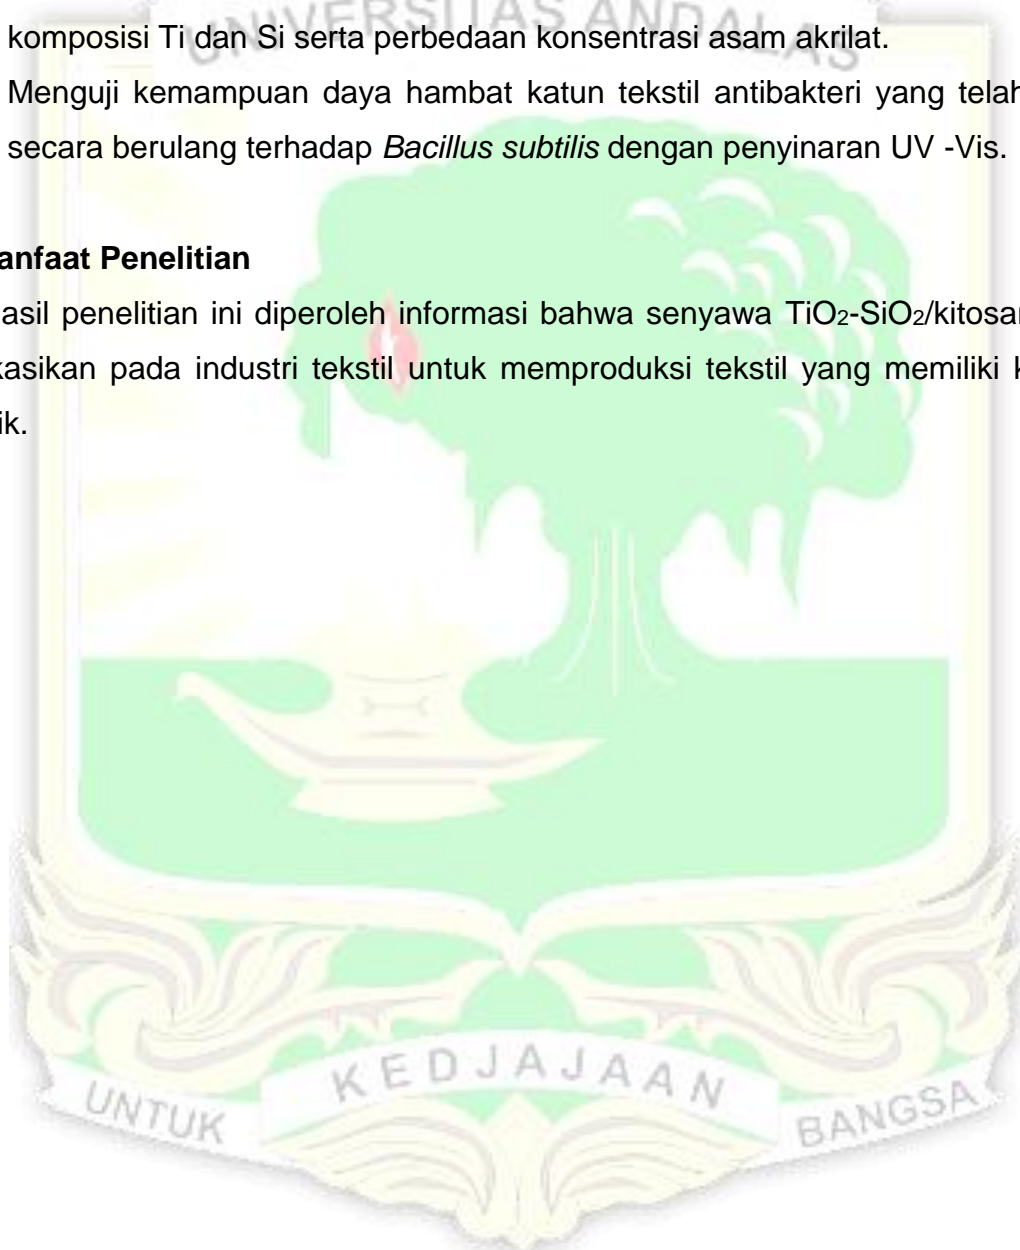 UNIVERSITAS ANDALAS
komposisi Ti dan Si serta perbedaan konsentrasi asam akrilat.
Menguji kemampuan daya hambat katun tekstil antibakteri yang telah
secara berulang terhadap Bacillus subtilis dengan penyinaran UV -Vis.
anfaat Penelitian
asil penelitian ini diperoleh informasi bahwa senyawa TiO₂-SiO₂/kitosan
kasikan pada industri tekstil untuk memproduksi tekstil yang memiliki k
ik.
UNTUK KEDJAJAAN BANGSA